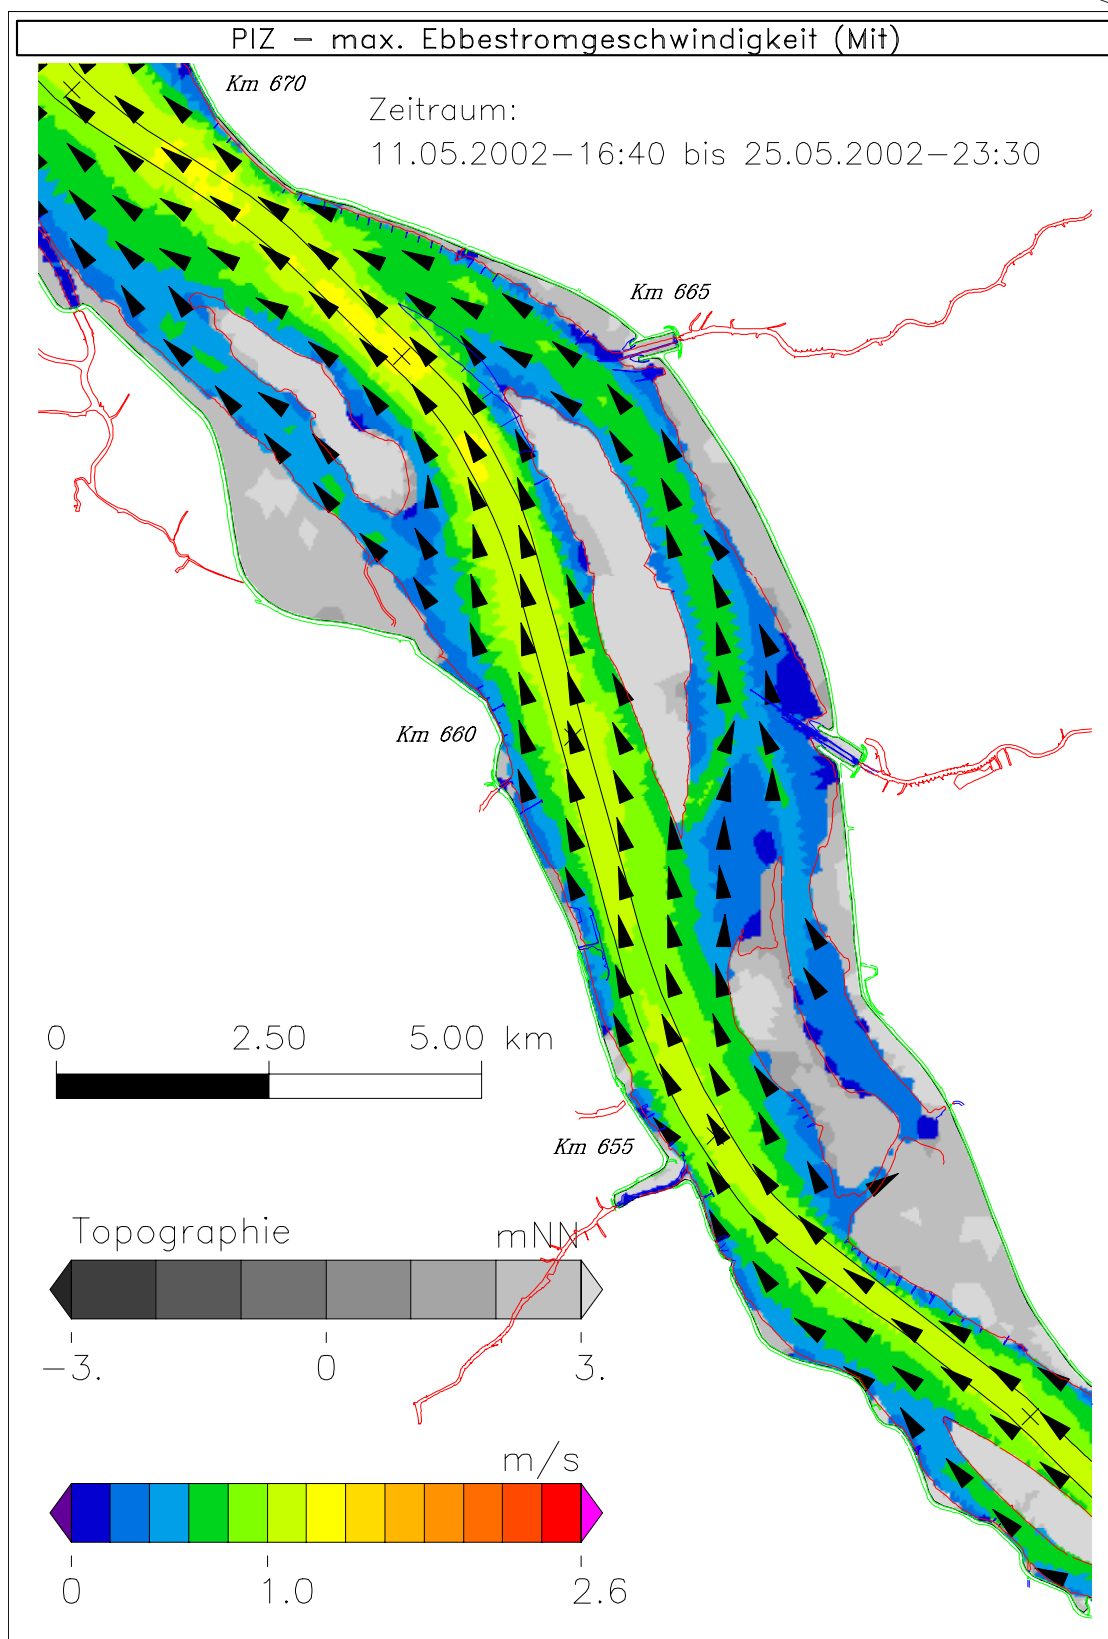 PIZ – max. Ebbestromgeschwindigkeit (Mit)
Km 670
Zeitraum:
11.05.2002–16:40 bis 25.05.2002–23:30
Km 665
Km 660
0 2.50 5.00 km
Km 655
Topographie mNN
–3. 0 3.
m/s
0 1.0 2.6